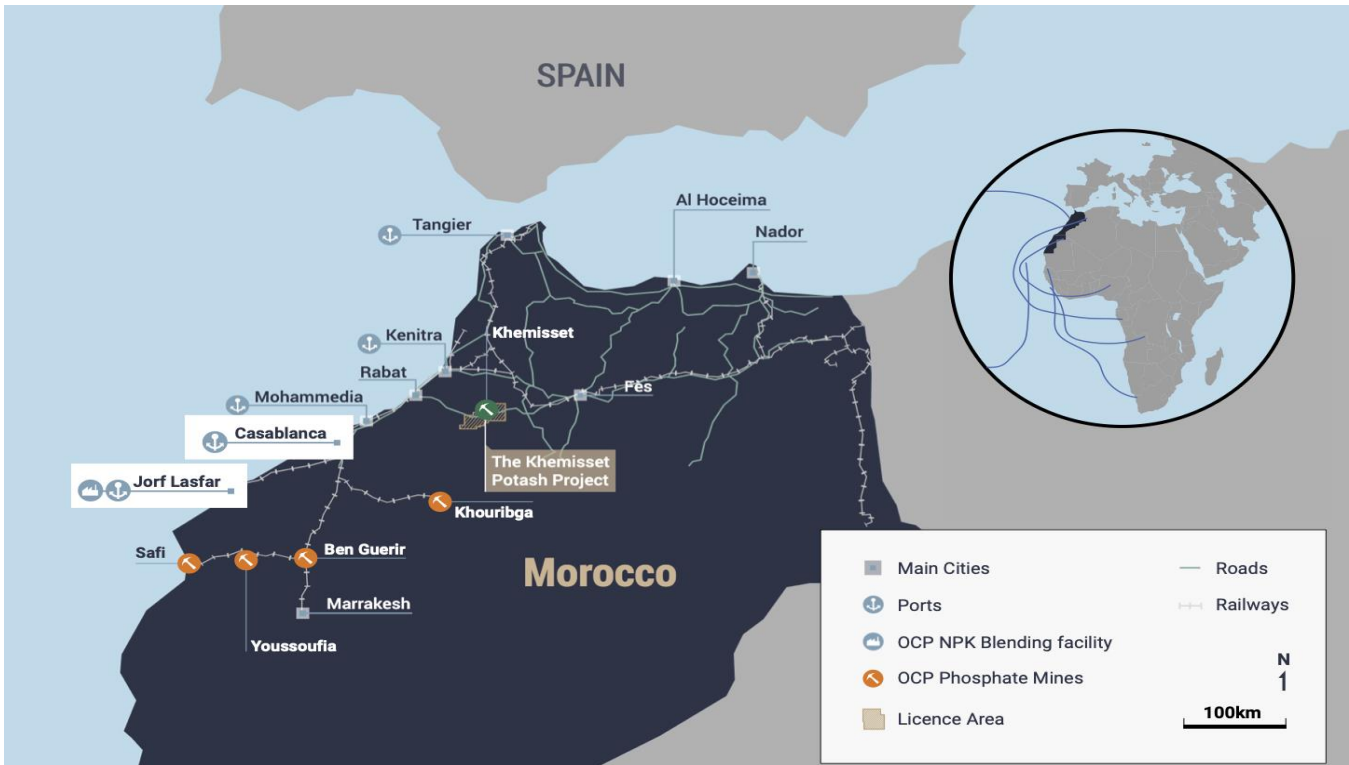 SPAIN
Al Hoceima
Tangier
Nador
Khemisset
Kenitra
Rabat
Fès
Mohammedia
Casablanca
The Khemisset
Potash Project
Jorf Lasfar
Khouribga
Safi
Ben Guerir
Morocco
Marrakesh
Youssoufia
Main Cities
Roads
Ports
Railways
OCP NPK Blending facility
OCP Phosphate Mines
N
Licence Area
100km